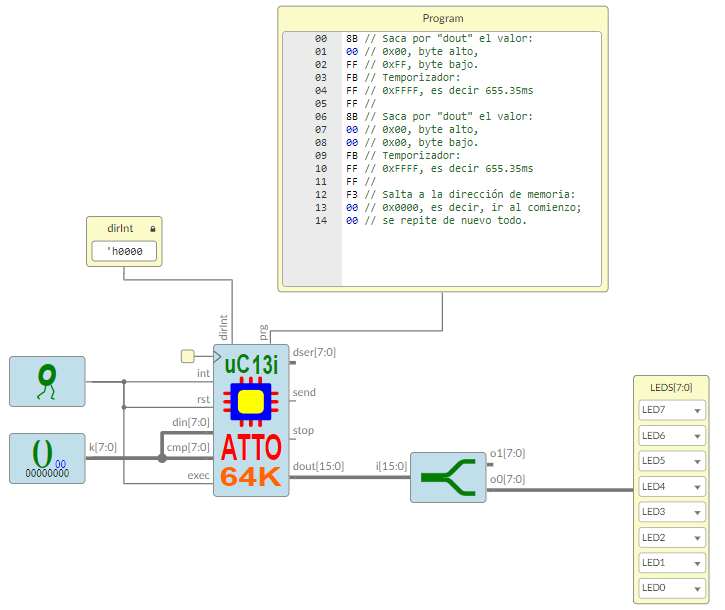 Program
00 8B // Saca por "dout" el valor:
01 00 // 0x00, byte alto,
02 FF // 0xFF, byte bajo.
03 FB // Temporizador:
04 FF // 0xFFFF, es decir 655.35ms
05 FF //
06 8B // Saca por "dout" el valor:
07 00 // 0x00, byte alto,
08 00 // 0x00, byte bajo.
09 FB // Temporizador:
10 FF // 0xFFFF, es decir 655.35ms
11 FF //
12 F3 // Salta a la dirección de memoria:
13 00 // 0x0000, es decir, ir al comienzo;
14 00 // se repite de nuevo todo.
dirInt
'h0000
dirInt
prg
uC13i
ATTO
64K
int
rst
din[7:0]
cmp[7:0]
exec
dser[7:0]
send
stop
dout[15:0]
0
()
00
00000000
k[7:0]
i[15:0]
o1[7:0]
o0[7:0]
LEDS[7:0]
LED7
LED6
LED5
LED4
LED3
LED2
LED1
LED0